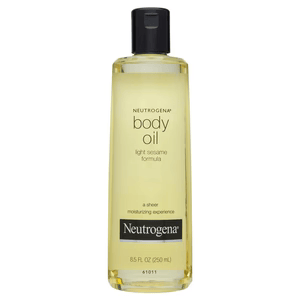 NEUTROGENA®
body
oil
light sesame
formula
a sheer
moisturizing experience
Neutrogena®
8.5 FL OZ (250 mL)
61011